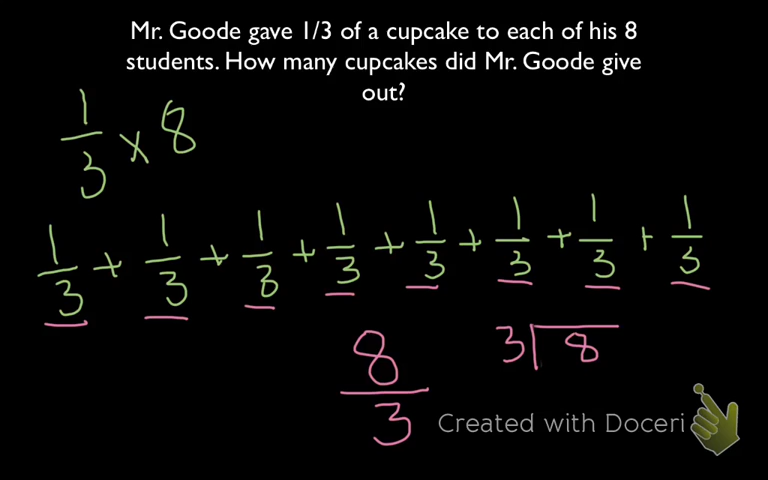 Mr. Goode gave 1/3 of a cupcake to each of his 8
students. How many cupcakes did Mr. Goode give
out?
1/3 × 8
1/3 + 1/3 + 1/3 + 1/3 + 1/3 + 1/3 + 1/3 + 1/3
8/3 3⟌8
Created with Doceri